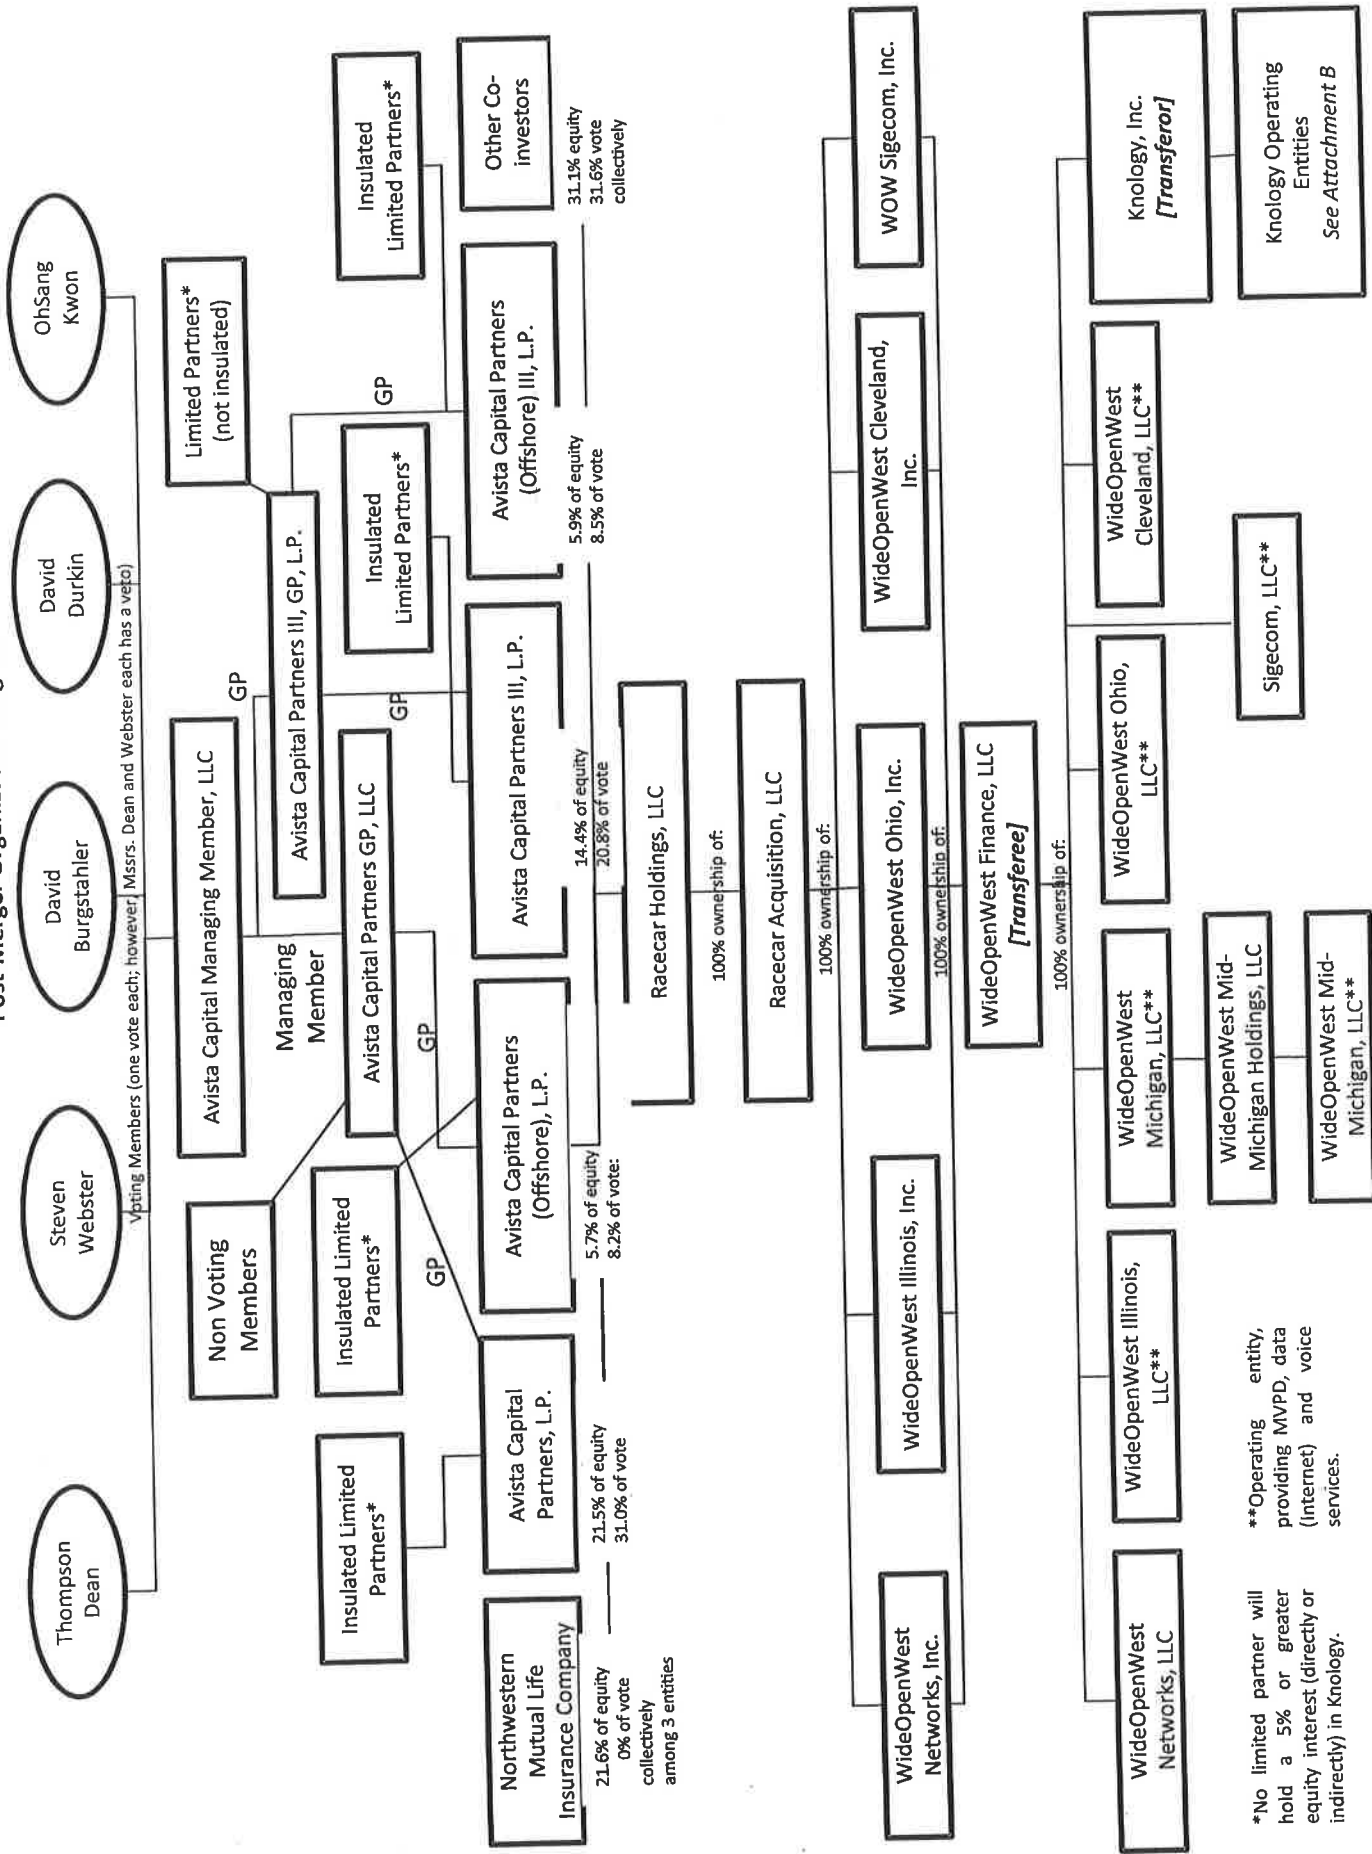 Post-Merger
Thompson
Dean
Steven
Webster
David
Burgstahler
David
Durkin
OhSang
Kwon
Voting Members (one vote each; however, Mssrs. Dean and Webster each has a veto)
Avista Capital Managing Member, LLC
Limited Partners*
(not insulated)
Non Voting
Members
Managing
Member
GP
Avista Capital Partners III, GP, L.P.
Avista Capital Partners GP, LLC
GP
GP
GP
GP
Insulated Limited
Partners*
Insulated Limited
Partners*
Insulated
Limited Partners*
Insulated
Limited Partners*
Northwestern
Mutual Life
Insurance Company
Avista Capital
Partners, L.P.
Avista Capital Partners
(Offshore), L.P.
Avista Capital Partners III, L.P.
Avista Capital Partners
(Offshore) III, L.P.
Other Co-
investors
21.6% of equity
0% of vote
collectively
among 3 entities
21.5% of equity
31.0% of vote
5.7% of equity
8.2% of vote:
14.4% of equity
20.8% of vote
5.9% of equity
8.5% of vote
31.1% equity
31.6% vote
collectively
Racecar Holdings, LLC
100% ownership of:
Racecar Acquisition, LLC
100% ownership of:
WideOpenWest
Networks, Inc.
WideOpenWest Illinois, Inc.
WideOpenWest Ohio, Inc.
WideOpenWest Cleveland,
Inc.
WOW Sigecom, Inc.
100% ownership of:
WideOpenWest Finance, LLC
[Transferee]
100% ownership of:
WideOpenWest
Networks, LLC
WideOpenWest Illinois,
LLC**
WideOpenWest
Michigan, LLC**
WideOpenWest Ohio,
LLC**
WideOpenWest
Cleveland, LLC**
Knology, Inc.
[Transferor]
WideOpenWest Mid-
Michigan Holdings, LLC
WideOpenWest Mid-
Michigan, LLC**
Sigecom, LLC**
Knology Operating
Entities
See Attachment B
*No limited partner will
hold a 5% or greater
equity interest (directly or
indirectly) in Knology.
**Operating entity,
providing MVPD, data
(Internet) and voice
services.